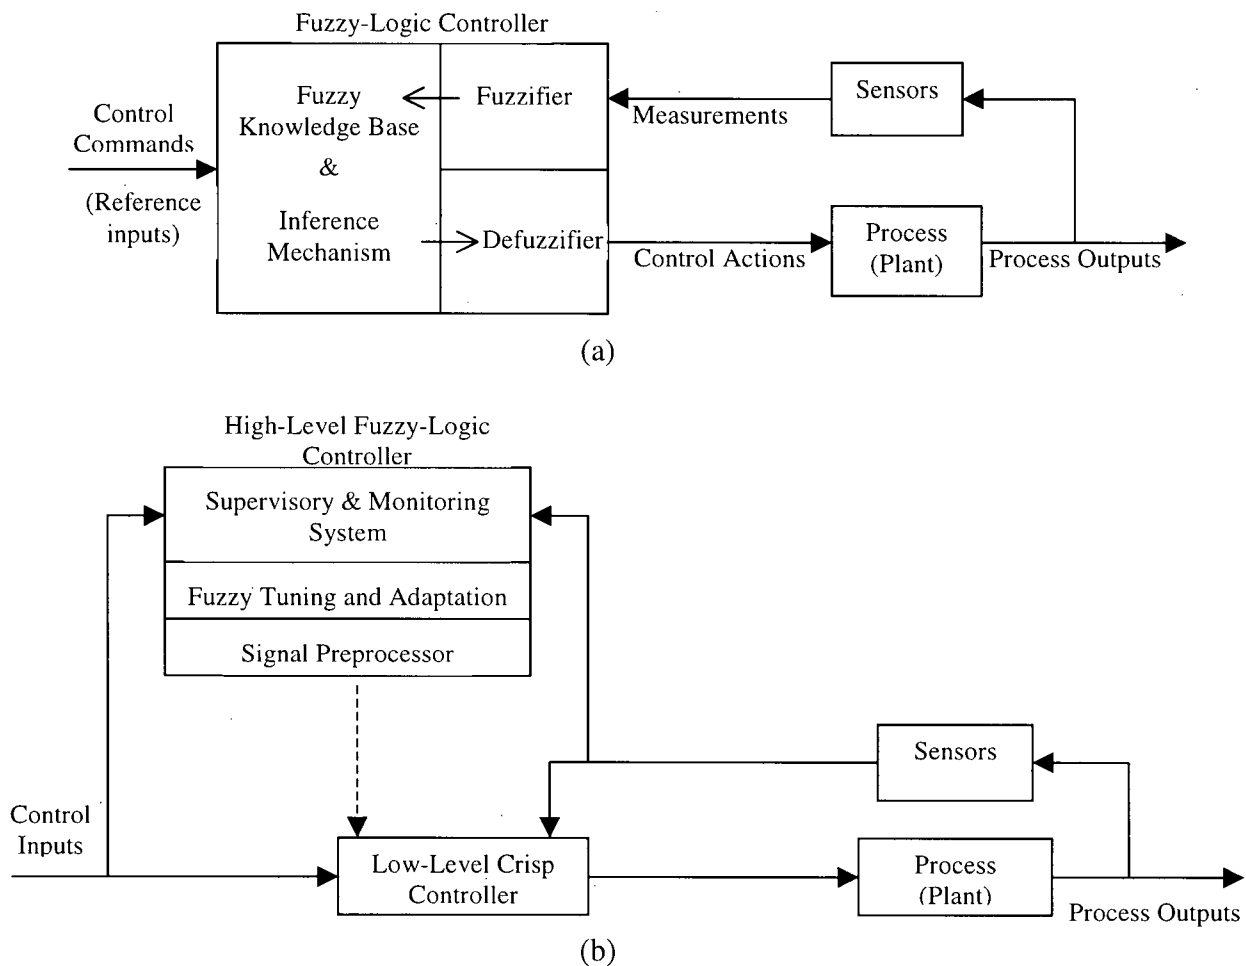 Fuzzy-Logic Controller
Fuzzy
Knowledge Base
&
Inference
Mechanism
Fuzzifier
Defuzzifier
Control
Commands
(Reference
inputs)
Measurements
Sensors
Control Actions
Process
(Plant)
Process Outputs
(a)
High-Level Fuzzy-Logic
Controller
Supervisory & Monitoring
System
Fuzzy Tuning and Adaptation
Signal Preprocessor
Sensors
Control
Inputs
Low-Level Crisp
Controller
Process
(Plant)
Process Outputs
(b)